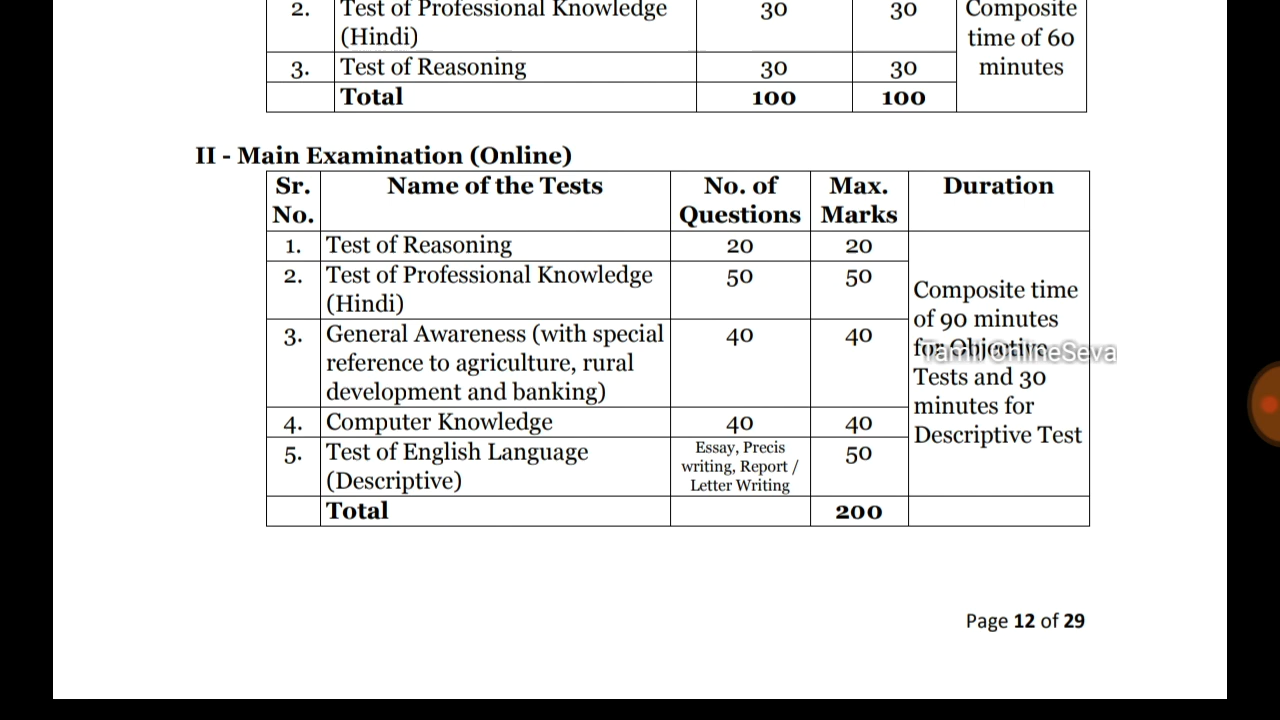 2. Test of Professional Knowledge 30 30 Composite
(Hindi) time of 60
3. Test of Reasoning 30 30 minutes
Total 100 100
II - Main Examination (Online)
Sr. Name of the Tests No. of Max. Duration
No. Questions Marks
1. Test of Reasoning 20 20
2. Test of Professional Knowledge 50 50
(Hindi)
Composite time
of 90 minutes
for Objective
Tests and 30
minutes for
Descriptive Test
3. General Awareness (with special 40 40
reference to agriculture, rural
development and banking)
4. Computer Knowledge 40 40
5. Test of English Language 50
(Descriptive)
Essay, Precis
writing, Report /
Letter Writing
Total 200
Tamil OnlineSeva
Page 12 of 29